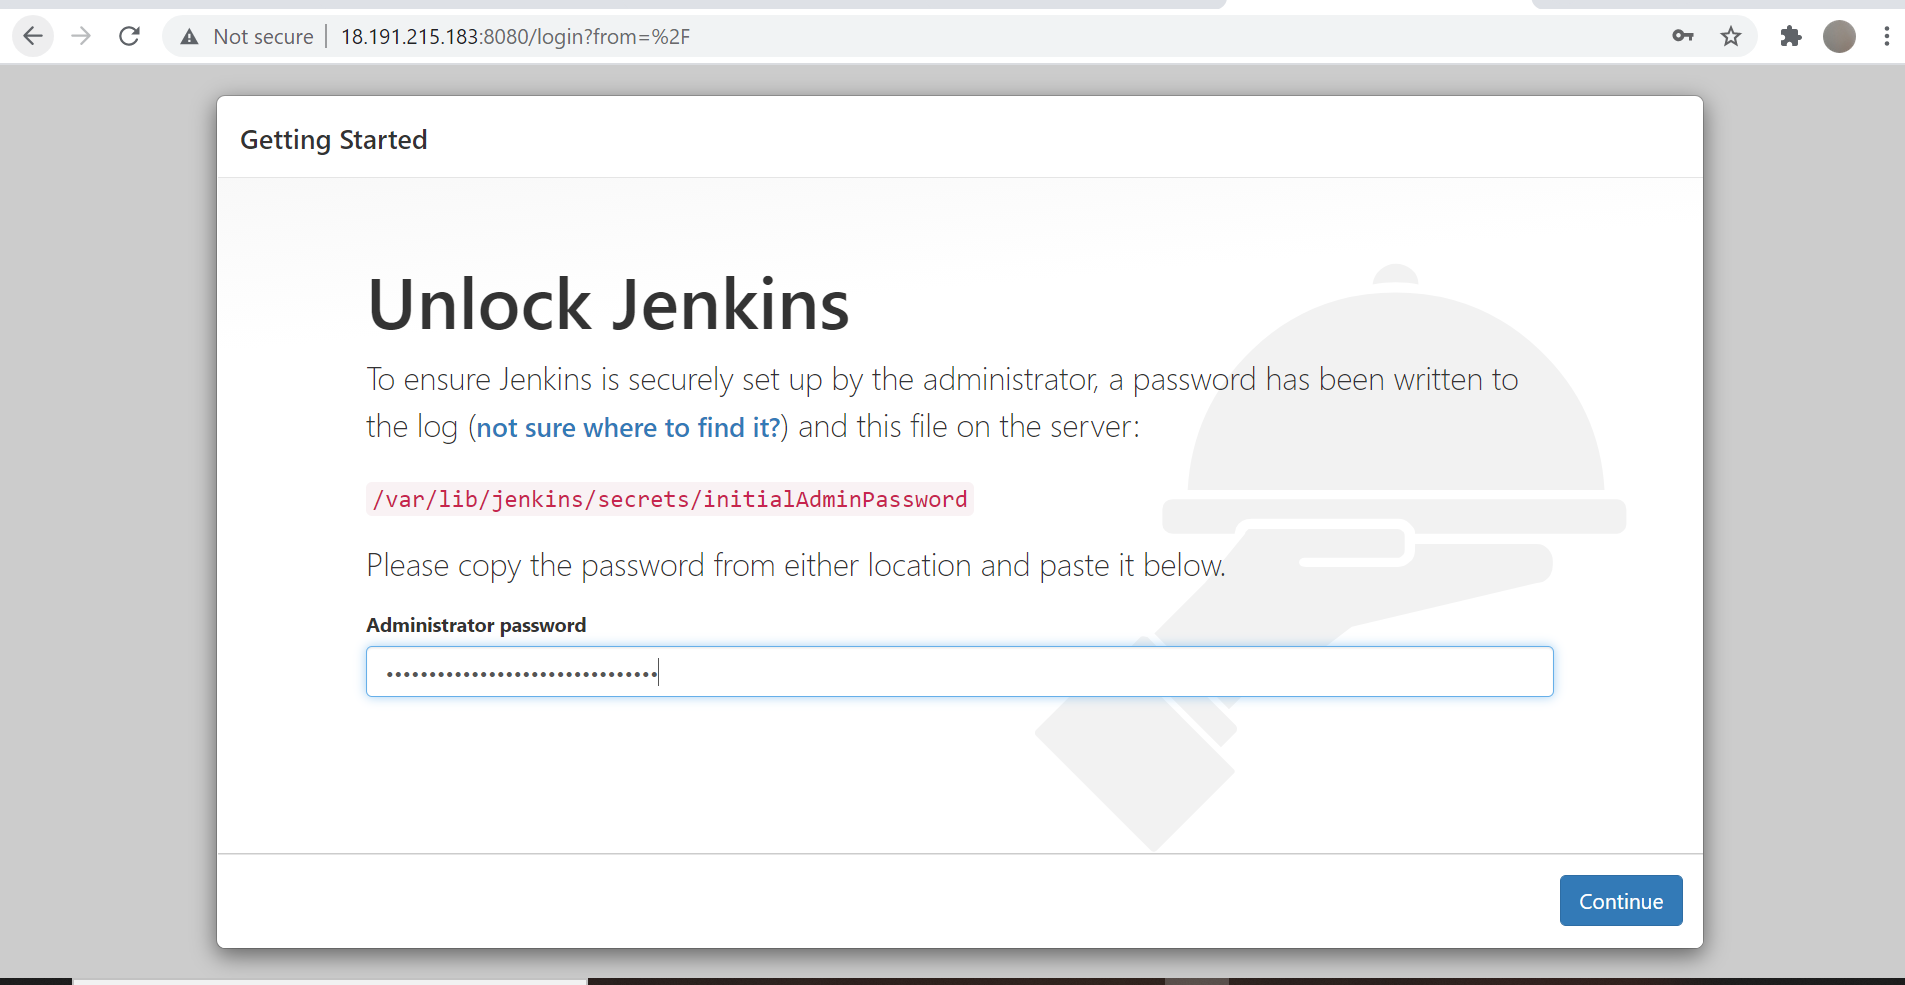 Not secure | 18.191.215.183:8080/login?from=%2F
Getting Started
Unlock Jenkins
To ensure Jenkins is securely set up by the administrator, a password has been written to
the log (not sure where to find it?) and this file on the server:
/var/lib/jenkins/secrets/initialAdminPassword
Please copy the password from either location and paste it below.
Administrator password
••••••••••••••••••••••••••••••••
Continue